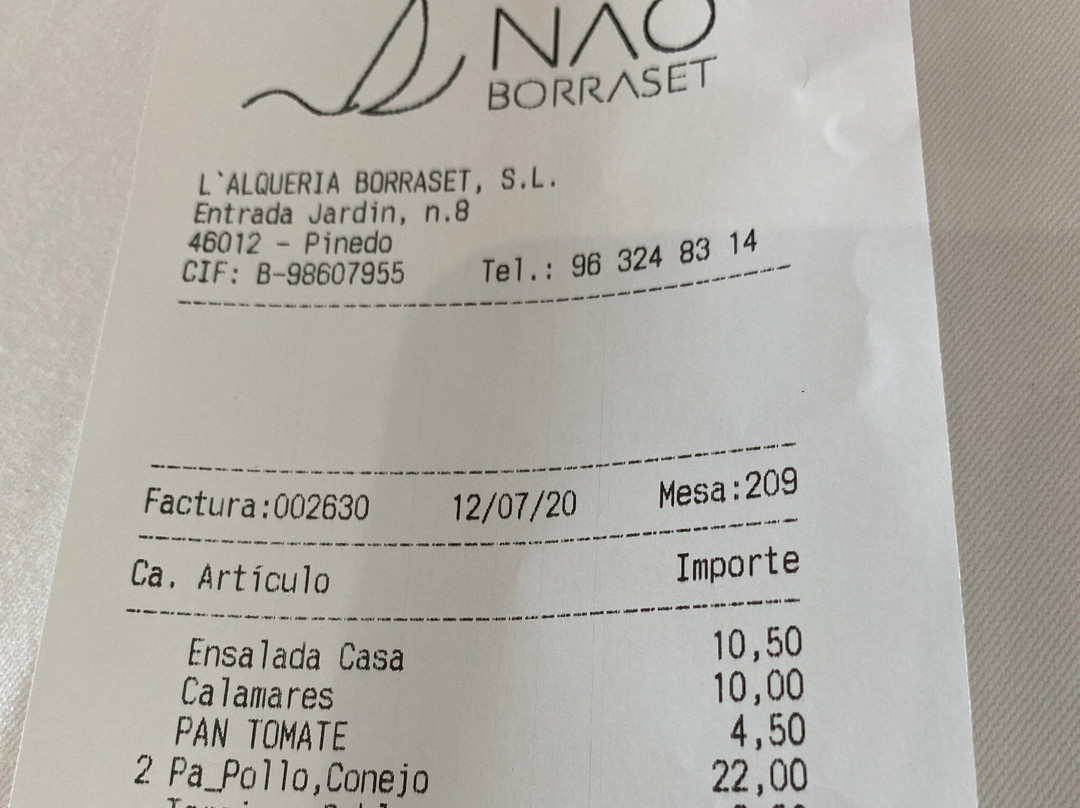 NAO
BORRASET
L`ALQUERIA BORRASET, S.L.
Entrada Jardin, n.8
46012 - Pinedo
CIF: B-98607955 Tel.: 96 324 83 14
Factura:002630 12/07/20 Mesa:209
Ca. Artículo Importe
Ensalada Casa 10,50
Calamares 10,00
PAN TOMATE 4,50
2 Pa_Pollo,Conejo 22,00